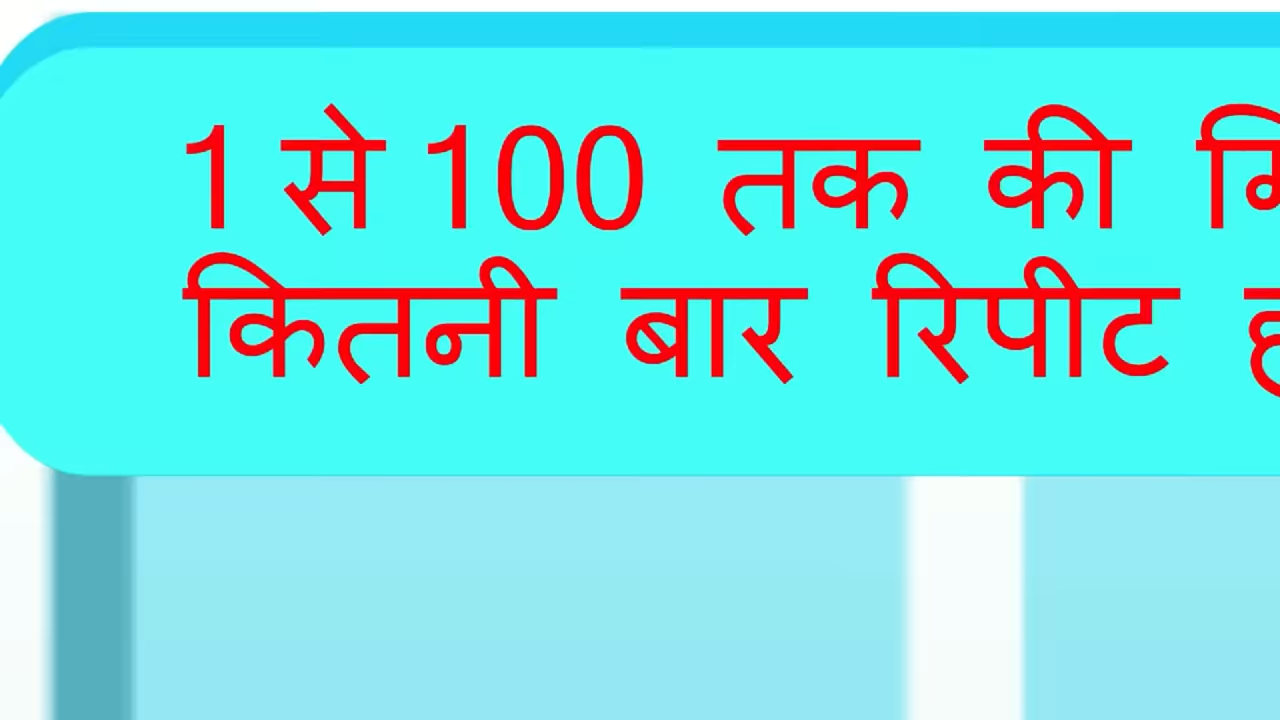 1 से 100 तक की
कितनी बार रिपीट